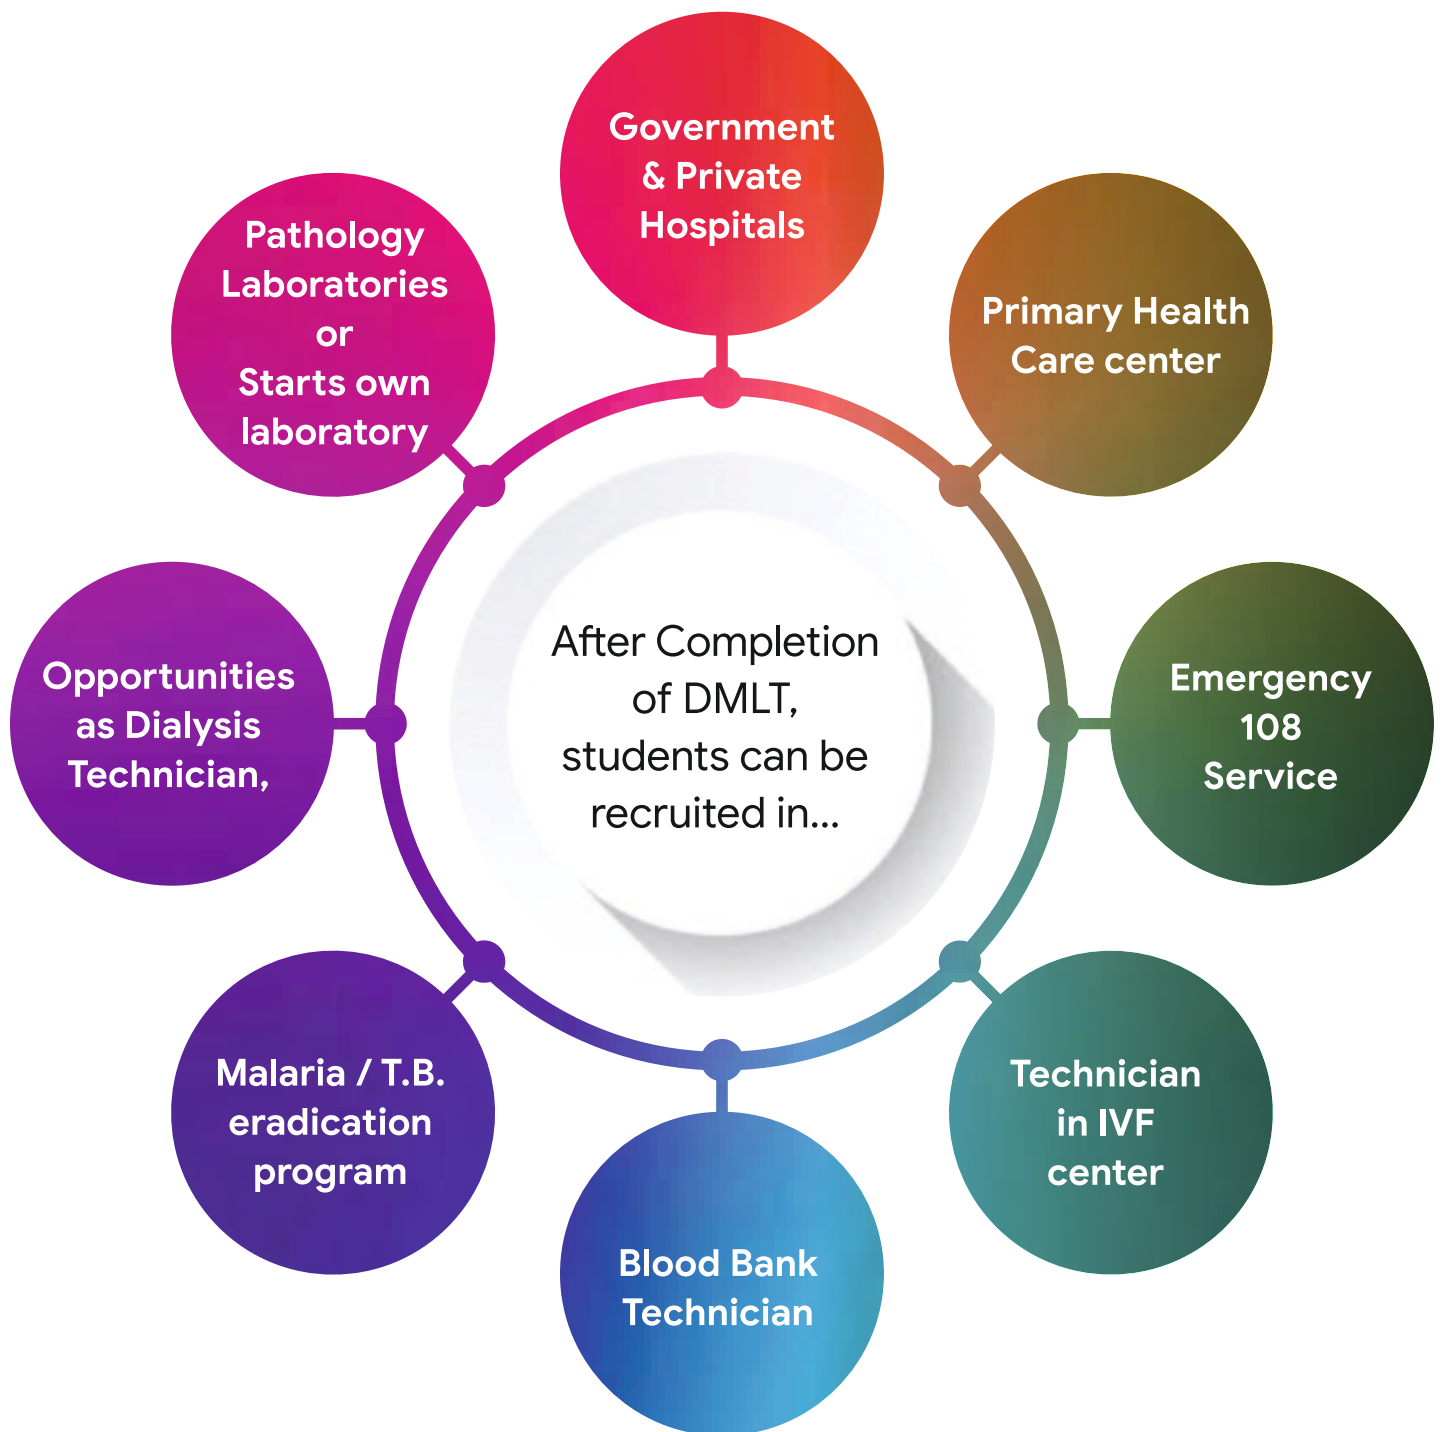 Government
& Private
Hospitals
Primary Health
Care center
Emergency
108
Service
Technician
in IVF
center
Blood Bank
Technician
Malaria / T.B.
eradication
program
Opportunities
as Dialysis
Technician,
Pathology
Laboratories
or
Starts own
laboratory
After Completion
of DMLT,
students can be
recruited in...